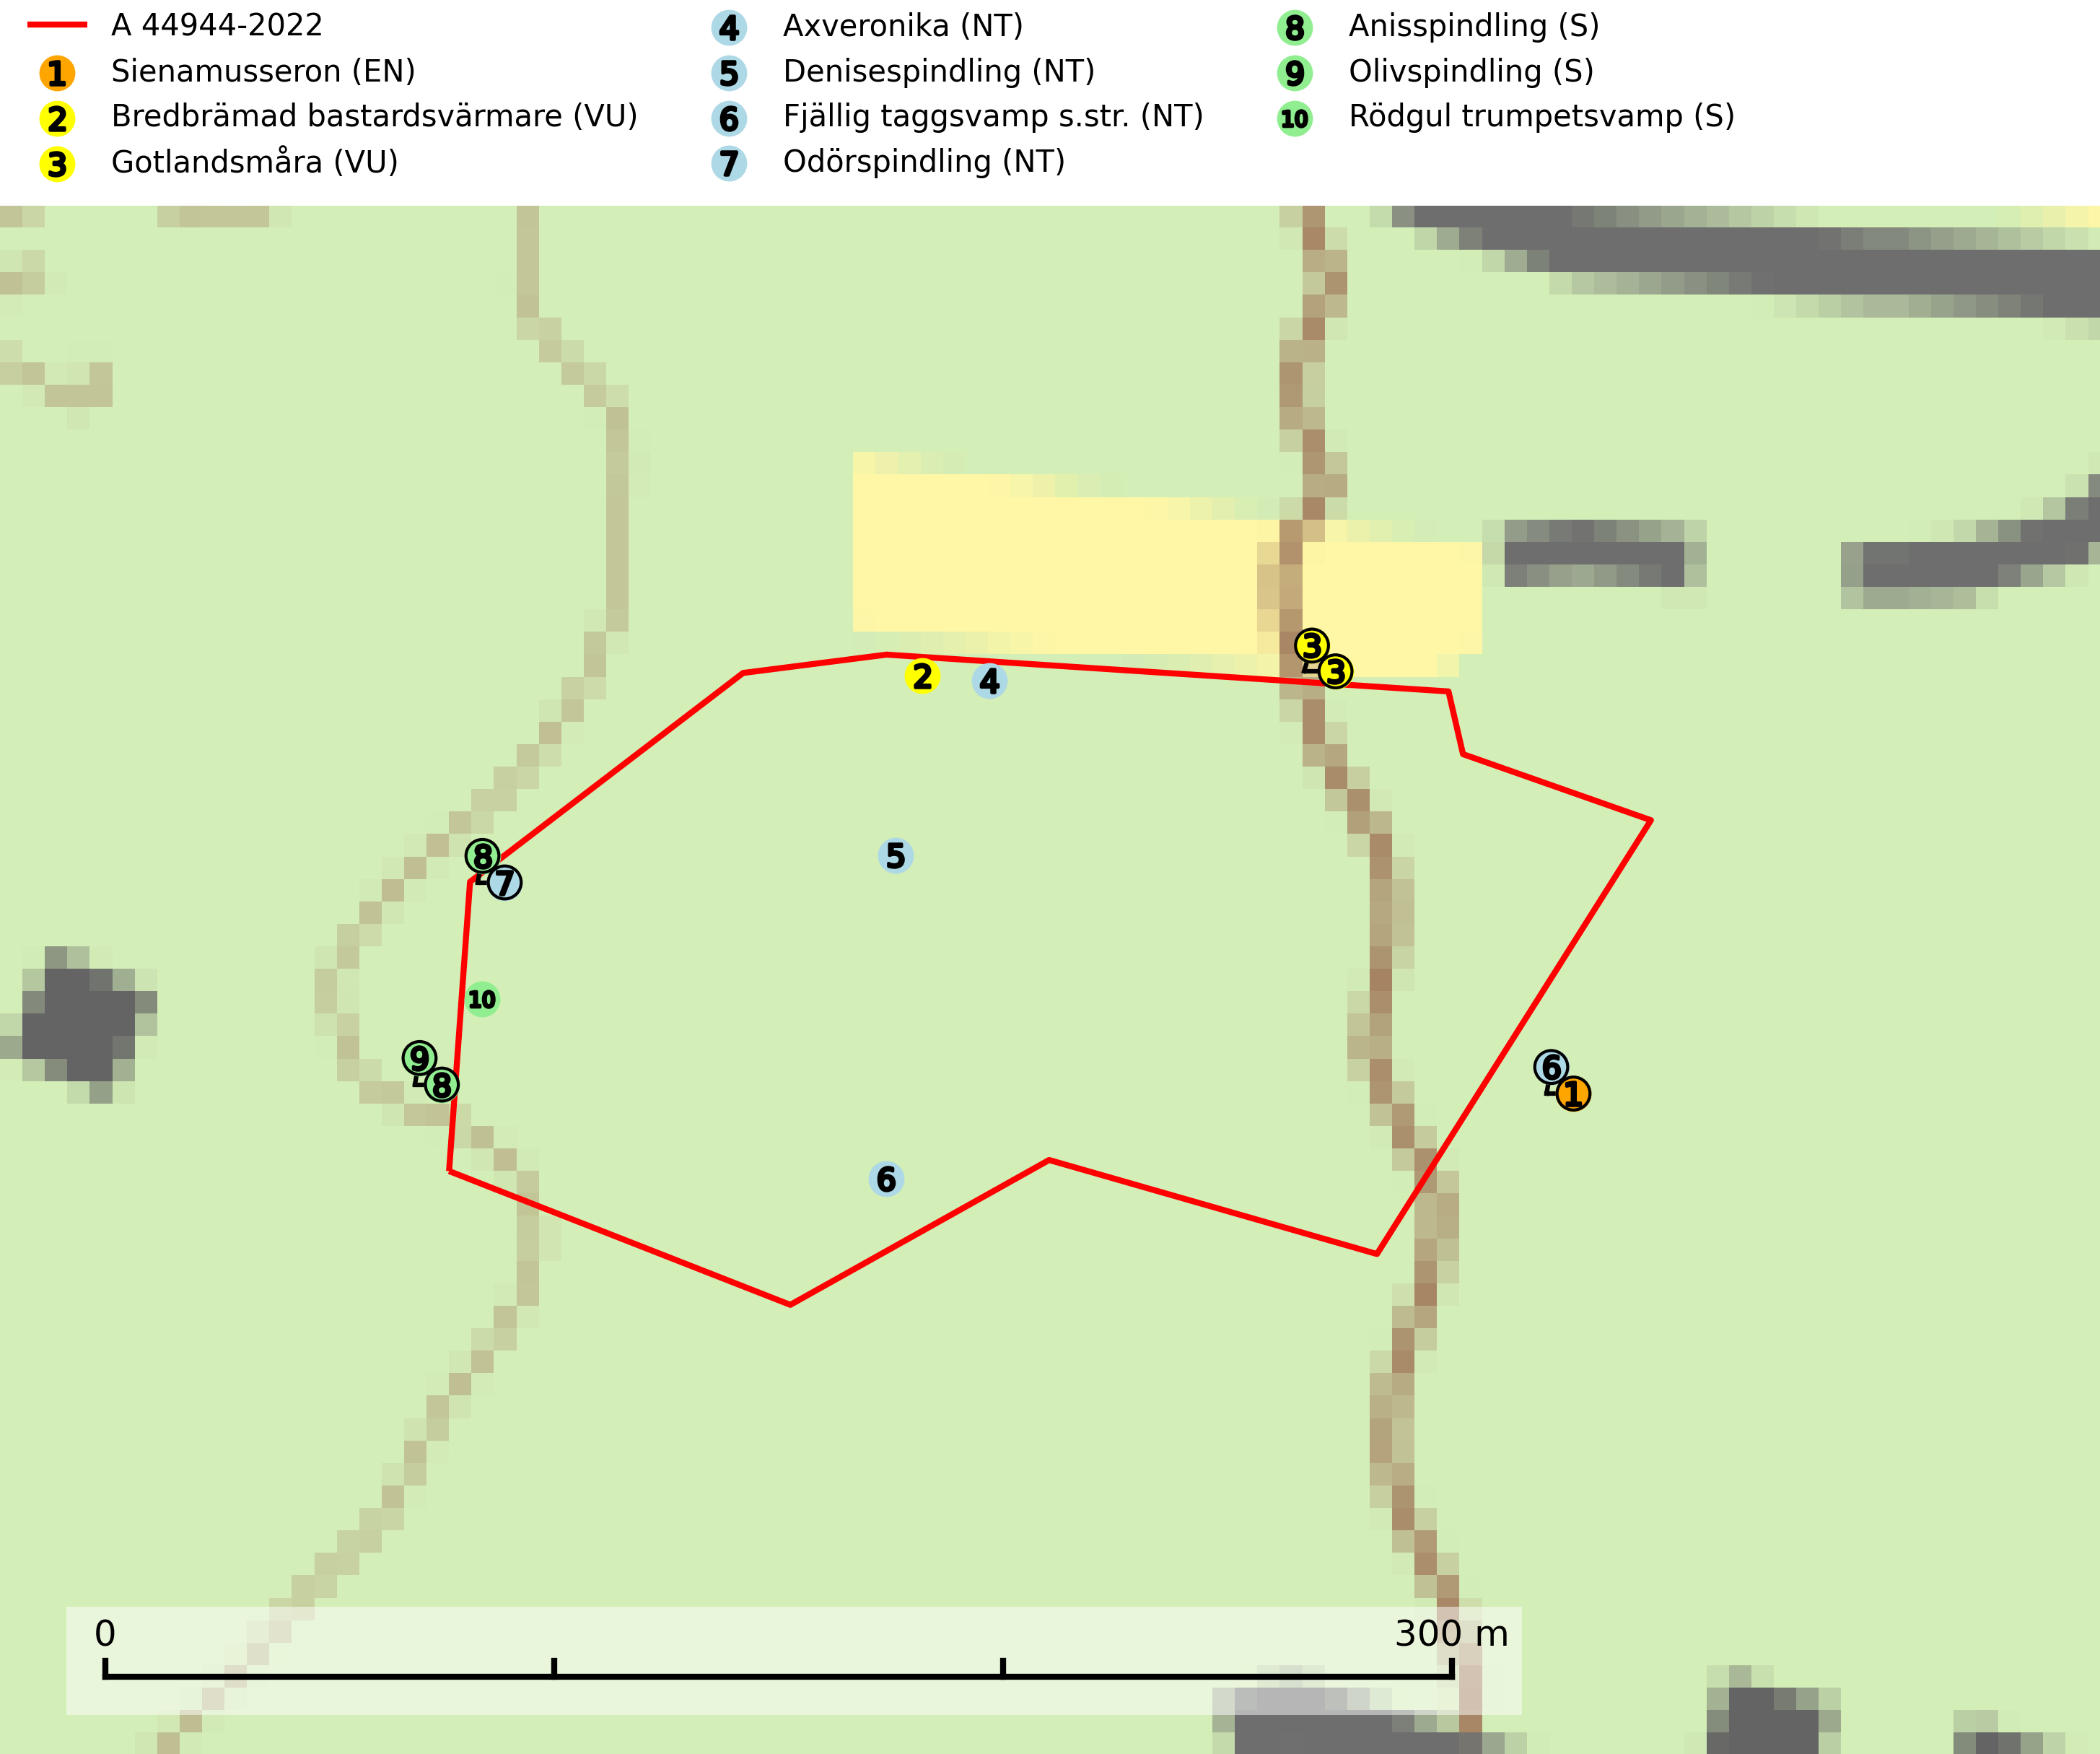 A 44944-2022
1 Sienamusseron (EN)
2 Bredbrämad bastardsvärmare (VU)
3 Gotlandsmåra (VU)
4 Axveronika (NT)
5 Denisespindling (NT)
6 Fjällig taggsvamp s.str. (NT)
7 Odörspindling (NT)
8 Anisspindling (S)
9 Olivspindling (S)
10 Rödgul trumpetsvamp (S)
3
3
2
4
8
5
7
10
9
8
6
1
6
0 300 m